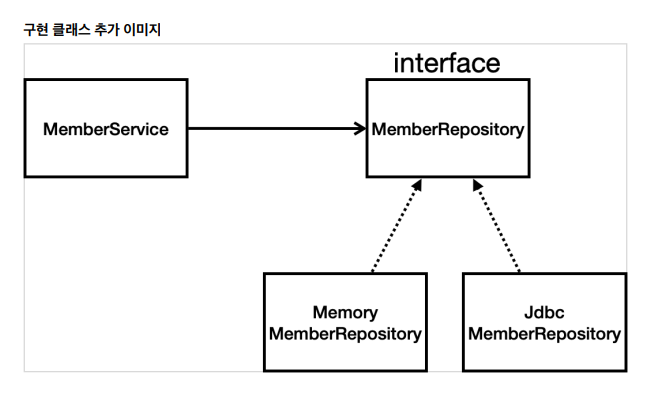 구현 클래스 추가 이미지
interface
MemberService
MemberRepository
Memory
MemberRepository
Jdbc
MemberRepository